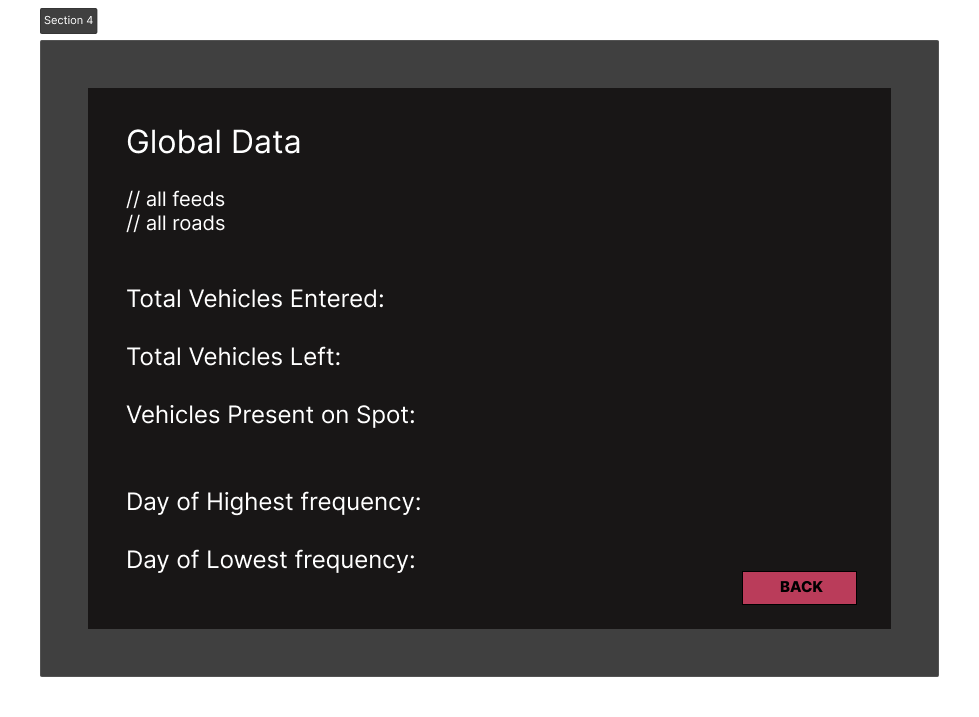 Section 4
Global Data
// all feeds
// all roads
Total Vehicles Entered:
Total Vehicles Left:
Vehicles Present on Spot:
Day of Highest frequency:
Day of Lowest frequency:
BACK